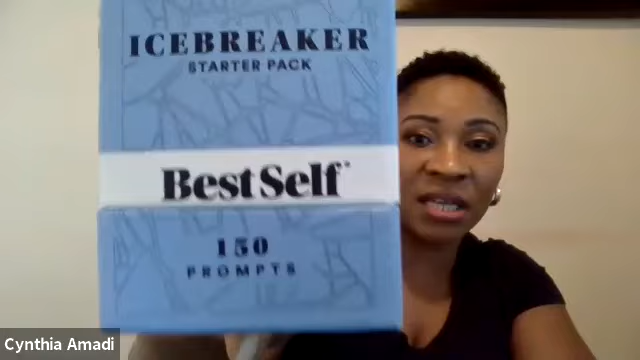 ICEBREAKER
STARTER PACK
BestSelf
150
PROMPTS
Cynthia Amadi